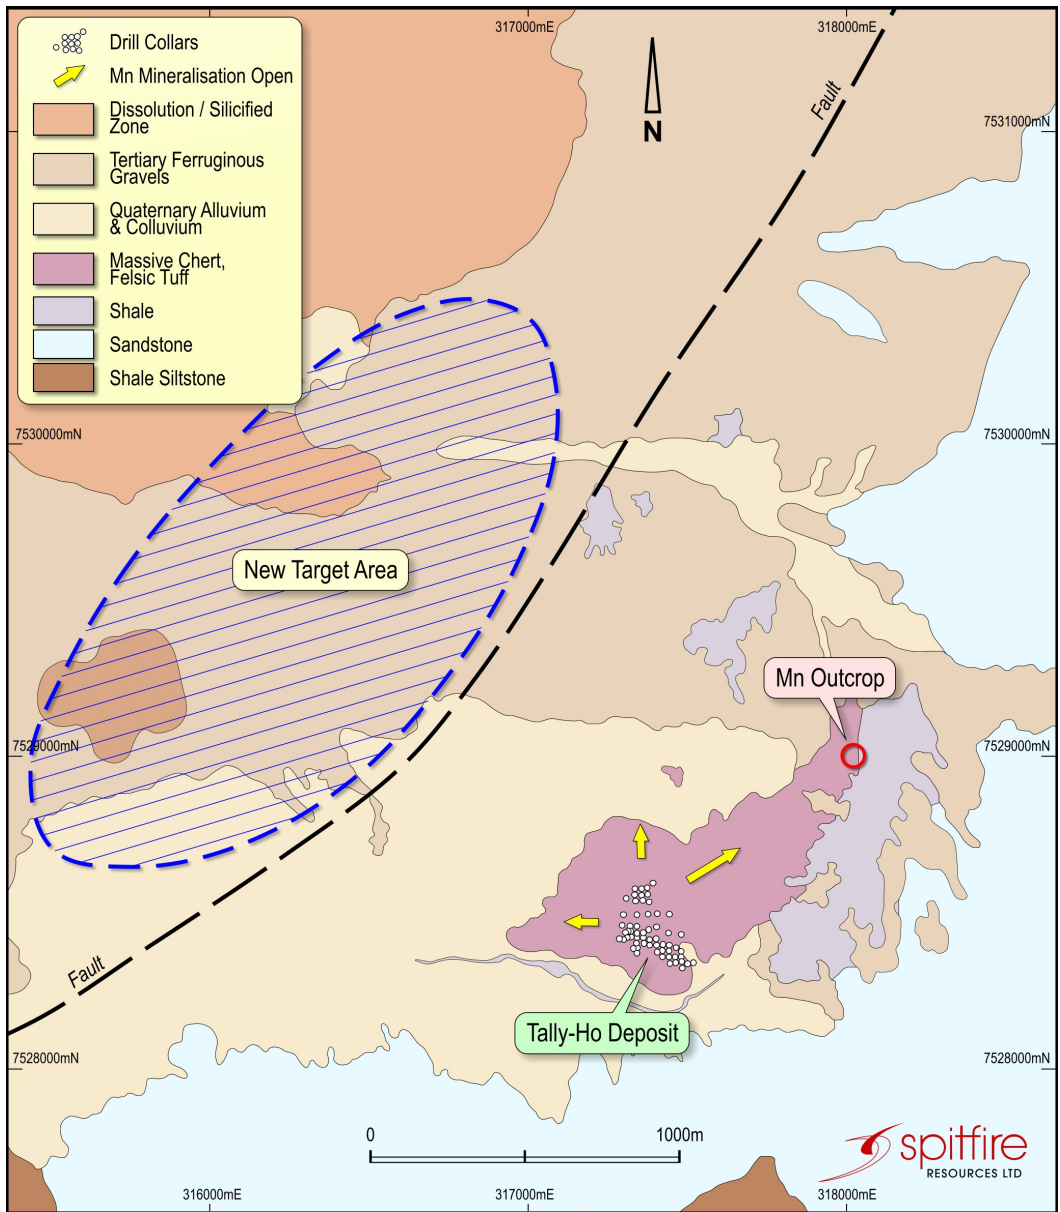 317000mE
318000mE
Drill Collars
Mn Mineralisation Open
Dissolution / Silicified
Zone
Tertiary Ferruginous
Gravels
Quaternary Alluvium
& Colluvium
Massive Chert,
Felsic Tuff
Shale
Sandstone
Shale Siltstone
N
Fault
7531000mN
7530000mN
7530000mN
New Target Area
Mn Outcrop
7529000mN
7529000mN
Fault
Tally-Ho Deposit
7528000mN
7528000mN
0
1000m
spitfire
RESOURCES LTD
316000mE
317000mE
318000mE